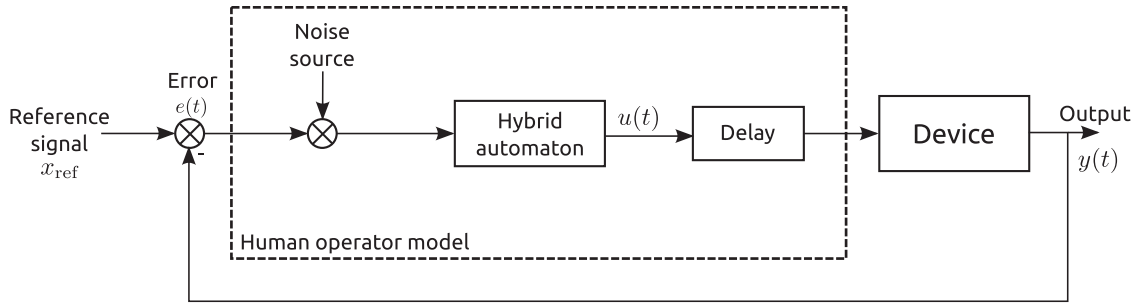 Noise
source
Error
e(t)
Reference
signal
x_ref
-
Hybrid
automaton
u(t)
Delay
Device
Output
y(t)
Human operator model